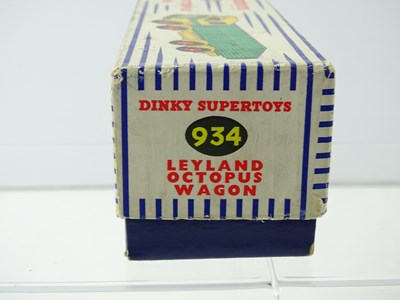 DINKY SUPERTOYS
934
LEYLAND
OCTOPUS
WAGON